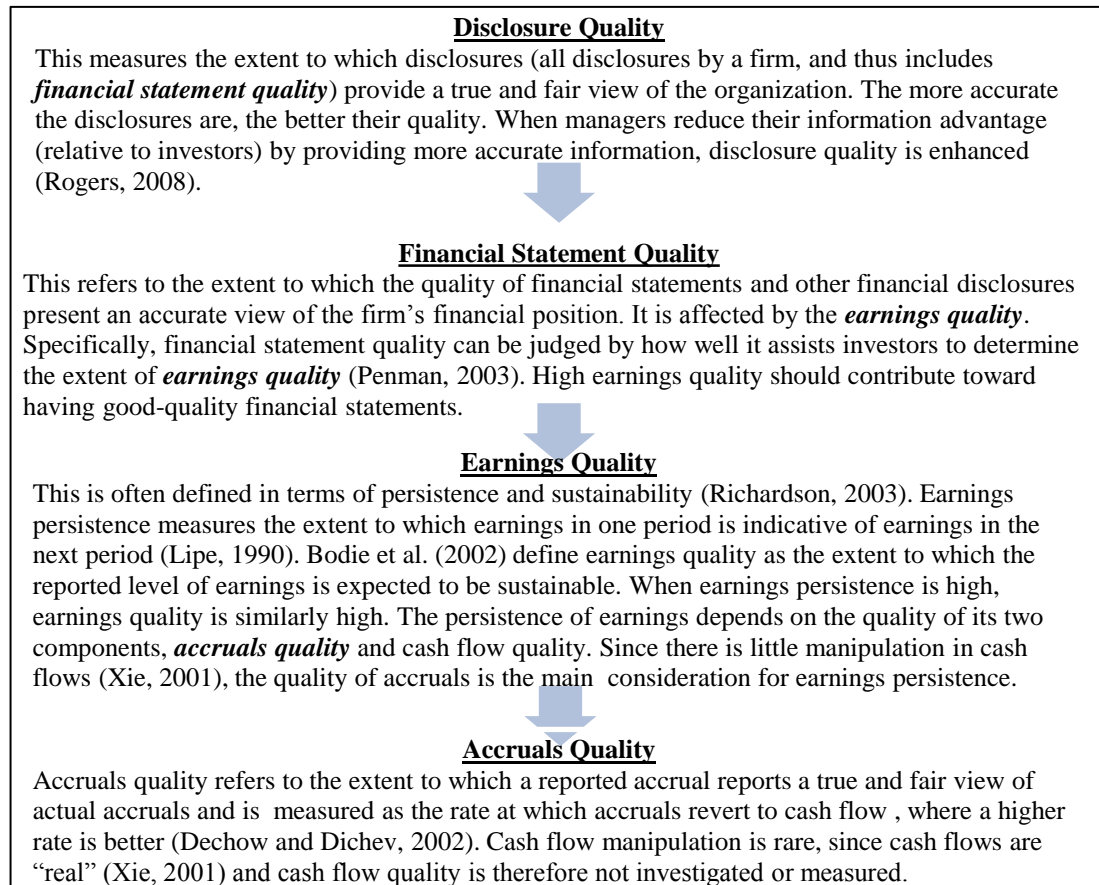 Disclosure Quality
This measures the extent to which disclosures (all disclosures by a firm, and thus includes
financial statement quality) provide a true and fair view of the organization. The more accurate
the disclosures are, the better their quality. When managers reduce their information advantage
(relative to investors) by providing more accurate information, disclosure quality is enhanced
(Rogers, 2008).
Financial Statement Quality
This refers to the extent to which the quality of financial statements and other financial disclosures
present an accurate view of the firm’s financial position. It is affected by the earnings quality.
Specifically, financial statement quality can be judged by how well it assists investors to determine
the extent of earnings quality (Penman, 2003). High earnings quality should contribute toward
having good-quality financial statements.
Earnings Quality
This is often defined in terms of persistence and sustainability (Richardson, 2003). Earnings
persistence measures the extent to which earnings in one period is indicative of earnings in the
next period (Lipe, 1990). Bodie et al. (2002) define earnings quality as the extent to which the
reported level of earnings is expected to be sustainable. When earnings persistence is high,
earnings quality is similarly high. The persistence of earnings depends on the quality of its two
components, accruals quality and cash flow quality. Since there is little manipulation in cash
flows (Xie, 2001), the quality of accruals is the main consideration for earnings persistence.
Accruals Quality
Accruals quality refers to the extent to which a reported accrual reports a true and fair view of
actual accruals and is measured as the rate at which accruals revert to cash flow , where a higher
rate is better (Dechow and Dichev, 2002). Cash flow manipulation is rare, since cash flows are
“real” (Xie, 2001) and cash flow quality is therefore not investigated or measured.